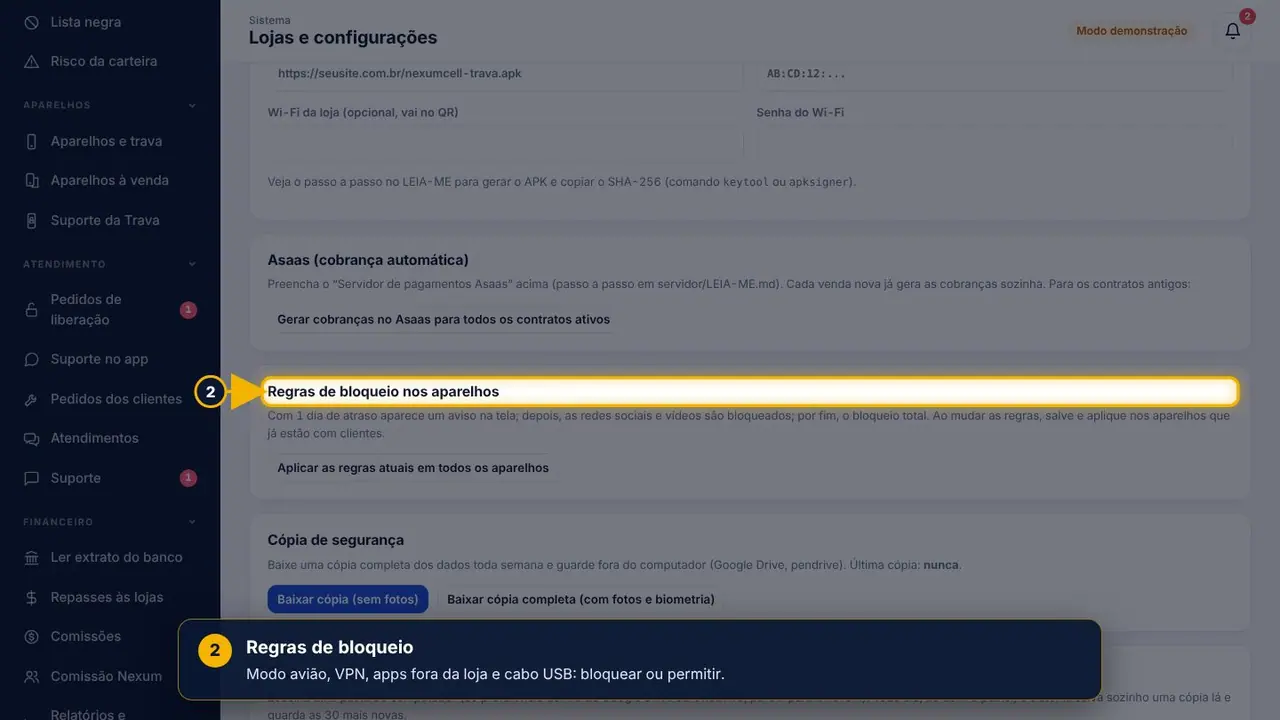 Lista negra
Risco da carteira
APARELHOS
Aparelhos e trava
Aparelhos à venda
Suporte da Trava
ATENDIMENTO
Pedidos de
liberação
1
Suporte no app
Pedidos dos clientes
Atendimentos
Suporte
1
FINANCEIRO
Ler extrato do banco
Repasses às lojas
Comissões
Comissão Nexum
Relatórios e
Sistema
Lojas e configurações
Modo demonstração
2
https://seusite.com.br/nexumcell-trava.apk
AB:CD:12:...
Wi-Fi da loja (opcional, vai no QR)
Senha do Wi-Fi
Veja o passo a passo no LEIA-ME para gerar o APK e copiar o SHA-256 (comando keytool ou apksigner).
Asaas (cobrança automática)
Preencha o “Servidor de pagamentos Asaas” acima (passo a passo em servidor/LEIA-ME.md). Cada venda nova já gera as cobranças sozinha. Para os contratos antigos:
Gerar cobranças no Asaas para todos os contratos ativos
2
Regras de bloqueio nos aparelhos
Com 1 dia de atraso aparece um aviso na tela; depois, as redes sociais e vídeos são bloqueados; por fim, o bloqueio total. Ao mudar as regras, salve e aplique nos aparelhos que
já estão com clientes.
Aplicar as regras atuais em todos os aparelhos
Cópia de segurança
Baixe uma cópia completa dos dados toda semana e guarde fora do computador (Google Drive, pendrive). Última cópia: nunca.
Baixar cópia (sem fotos)
Baixar cópia completa (com fotos e biometria)
2
Regras de bloqueio
Modo avião, VPN, apps fora da loja e cabo USB: bloquear ou permitir.
sozinho uma cópia lá e
guarda as 30 mais novas.